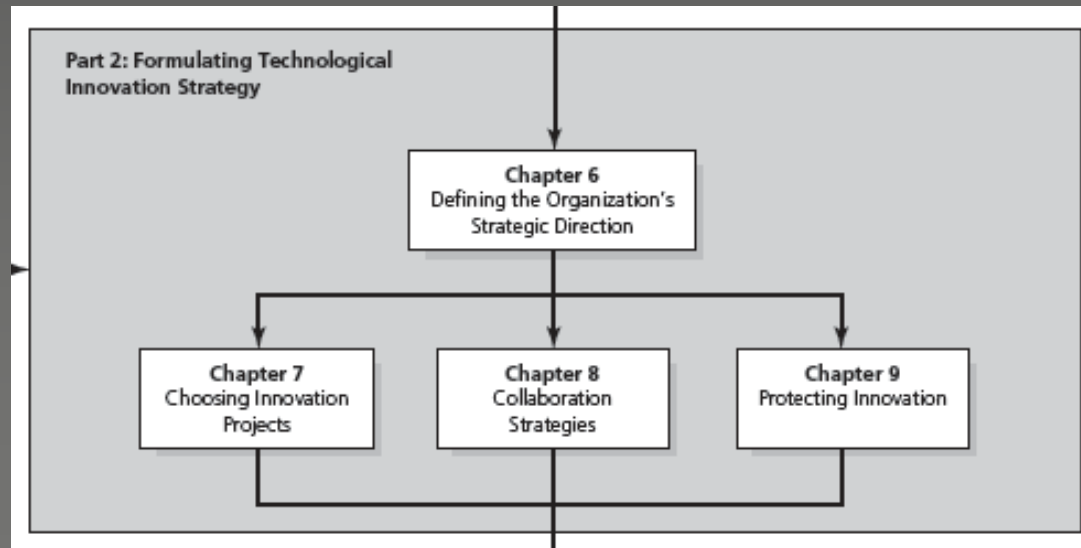 Part 2: Formulating Technological
Innovation Strategy
Chapter 6
Defining the Organization's
Strategic Direction
Chapter 7
Choosing Innovation
Projects
Chapter 8
Collaboration
Strategies
Chapter 9
Protecting Innovation